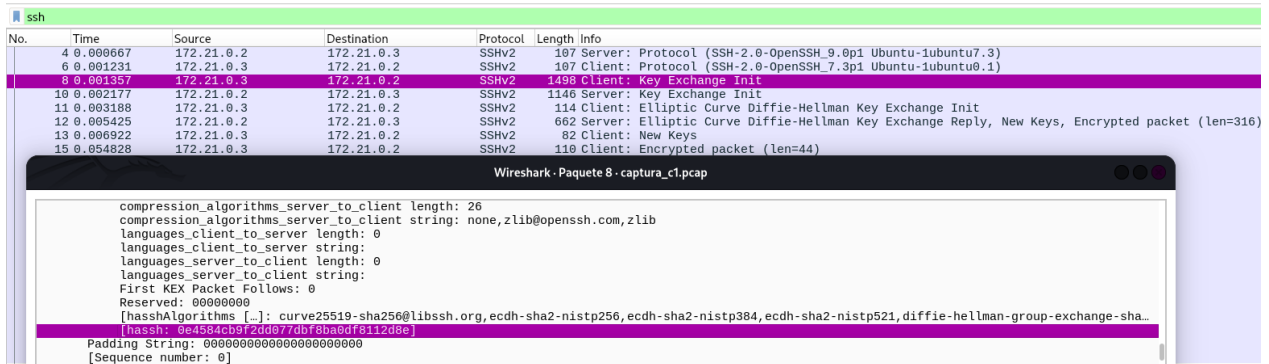 ssh
No. Time Source Destination Protocol Length Info
4 0.000667 172.21.0.2 172.21.0.3 SSHv2 107 Server: Protocol (SSH-2.0-OpenSSH_9.0p1 Ubuntu-1ubuntu7.3)
6 0.001231 172.21.0.3 172.21.0.2 SSHv2 107 Client: Protocol (SSH-2.0-OpenSSH_7.3p1 Ubuntu-1ubuntu0.1)
8 0.001357 172.21.0.3 172.21.0.2 SSHv2 1498 Client: Key Exchange Init
10 0.002177 172.21.0.2 172.21.0.3 SSHv2 1146 Server: Key Exchange Init
11 0.003188 172.21.0.3 172.21.0.2 SSHv2 114 Client: Elliptic Curve Diffie-Hellman Key Exchange Init
12 0.005425 172.21.0.2 172.21.0.3 SSHv2 662 Server: Elliptic Curve Diffie-Hellman Key Exchange Reply, New Keys, Encrypted packet (len=316)
13 0.006922 172.21.0.3 172.21.0.2 SSHv2 82 Client: New Keys
15 0.054828 172.21.0.3 172.21.0.2 SSHv2 110 Client: Encrypted packet (len=44)
Wireshark · Paquete 8 · captura_c1.pcap
compression_algorithms_server_to_client length: 26
compression_algorithms_server_to_client string: none,zlib@openssh.com,zlib
languages_client_to_server length: 0
languages_client_to_server string:
languages_server_to_client length: 0
languages_server_to_client string:
First KEX Packet Follows: 0
Reserved: 00000000
[hasshAlgorithms […]: curve25519-sha256@libssh.org,ecdh-sha2-nistp256,ecdh-sha2-nistp384,ecdh-sha2-nistp521,diffie-hellman-group-exchange-sha…
[hassh: 0e4584cb9f2dd077dbf8ba0df8112d8e]
Padding String: 0000000000000000000000
[Sequence number: 0]